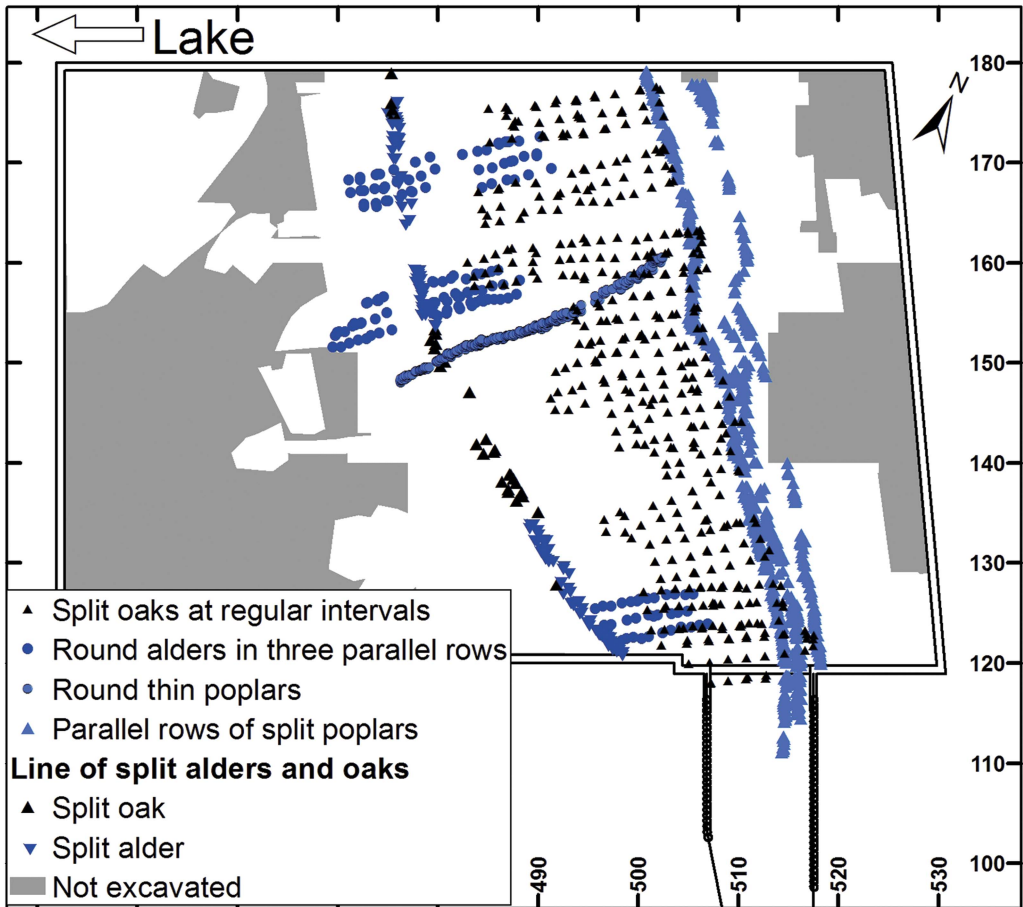 Lake
N
180
170
160
150
140
130
120
110
100
Split oaks at regular intervals
Round alders in three parallel rows
Round thin poplars
Parallel rows of split poplars
Line of split alders and oaks
Split oak
Split alder
Not excavated
490
500
510
520
530